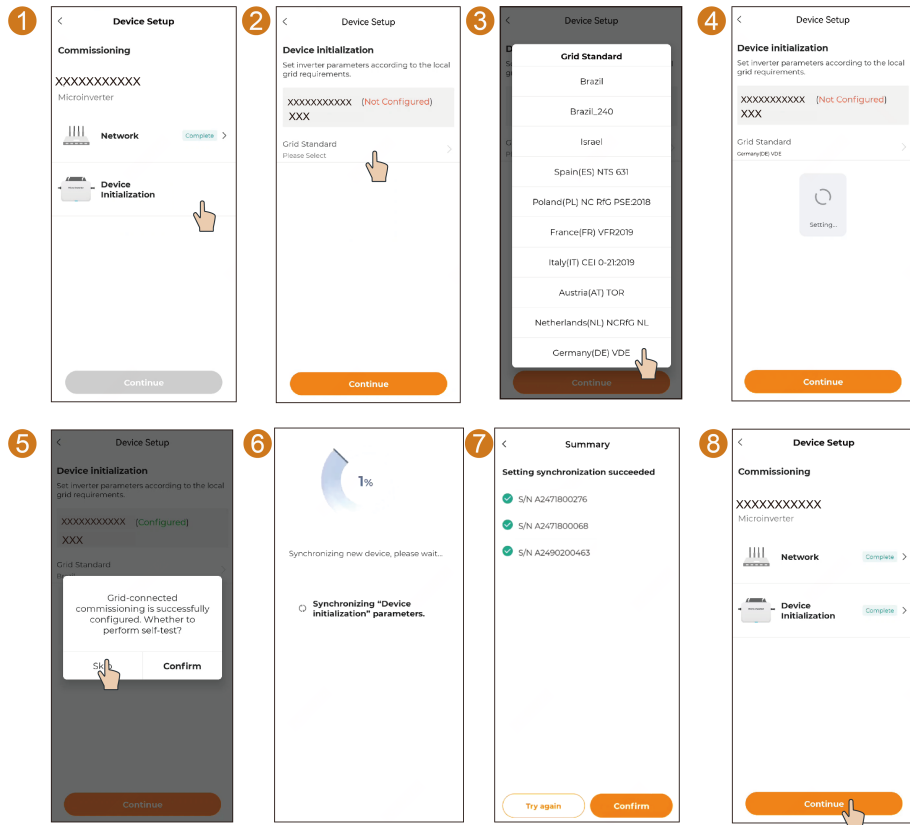 1
<
Device Setup
Commissioning
XXXXXXXXXXX
Microinverter
Network
Complete >
Device
Initialization
Continue
2
<
Device Setup
Device initialization
Set inverter parameters according to the local
grid requirements.
XXXXXXXXXXX (Not Configured)
XXX
Grid Standard
Please Select
>
Continue
3
<
Device Setup
Grid Standard
Brazil
Brazil_240
Israel
Spain(ES) NTS 631
Poland(PL) NC RfG PSE:2018
France(FR) VFR2019
Italy(IT) CEI 0-21:2019
Austria(AT) TOR
Netherlands(NL) NCRfG NL
Germany(DE) VDE
Continue
4
<
Device Setup
Device initialization
Set inverter parameters according to the local
grid requirements.
XXXXXXXXXXX (Not Configured)
XXX
Grid Standard
Germany(DE) VDE
>
Setting...
Continue
5
<
Device Setup
Device initialization
Set inverter parameters according to the local
grid requirements.
XXXXXXXXXXX (Configured)
XXX
Grid Standard
Grid-connected
commissioning is successfully
configured. Whether to
perform self-test?
Confirm
Continue
6
1%
Synchronizing new device, please wait...
Synchronizing "Device
initialization" parameters.
7
<
Summary
Setting synchronization succeeded
S/N A2471800276
S/N A2471800068
S/N A2490200463
Try again
Confirm
8
<
Device Setup
Commissioning
XXXXXXXXXXX
Microinverter
Network
Complete >
Device
Initialization
Complete >
Continue